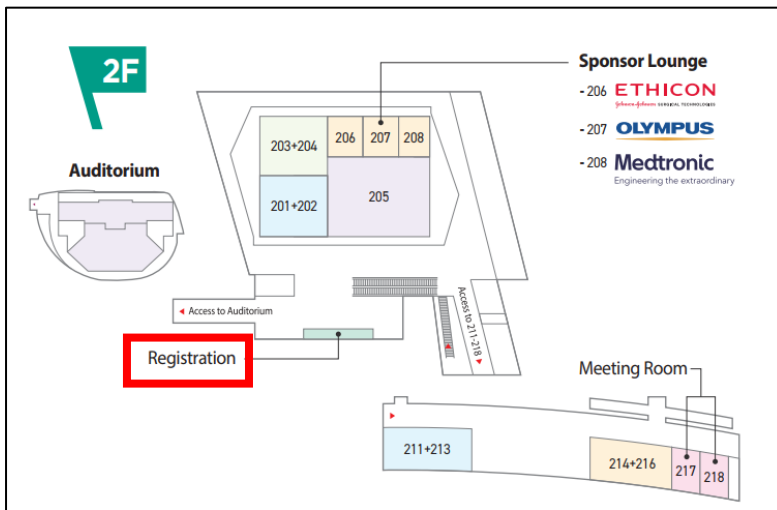 2F
Sponsor Lounge
- 206 ETHICON
Johnson & Johnson SURGICAL TECHNOLOGIES
- 207 OLYMPUS
- 208 Medtronic
Engineering the extraordinary
Auditorium
203+204
206
207
208
201+202
205
Access to Auditorium
Access to 211-218
Registration
Meeting Room
211+213
214+216
217
218